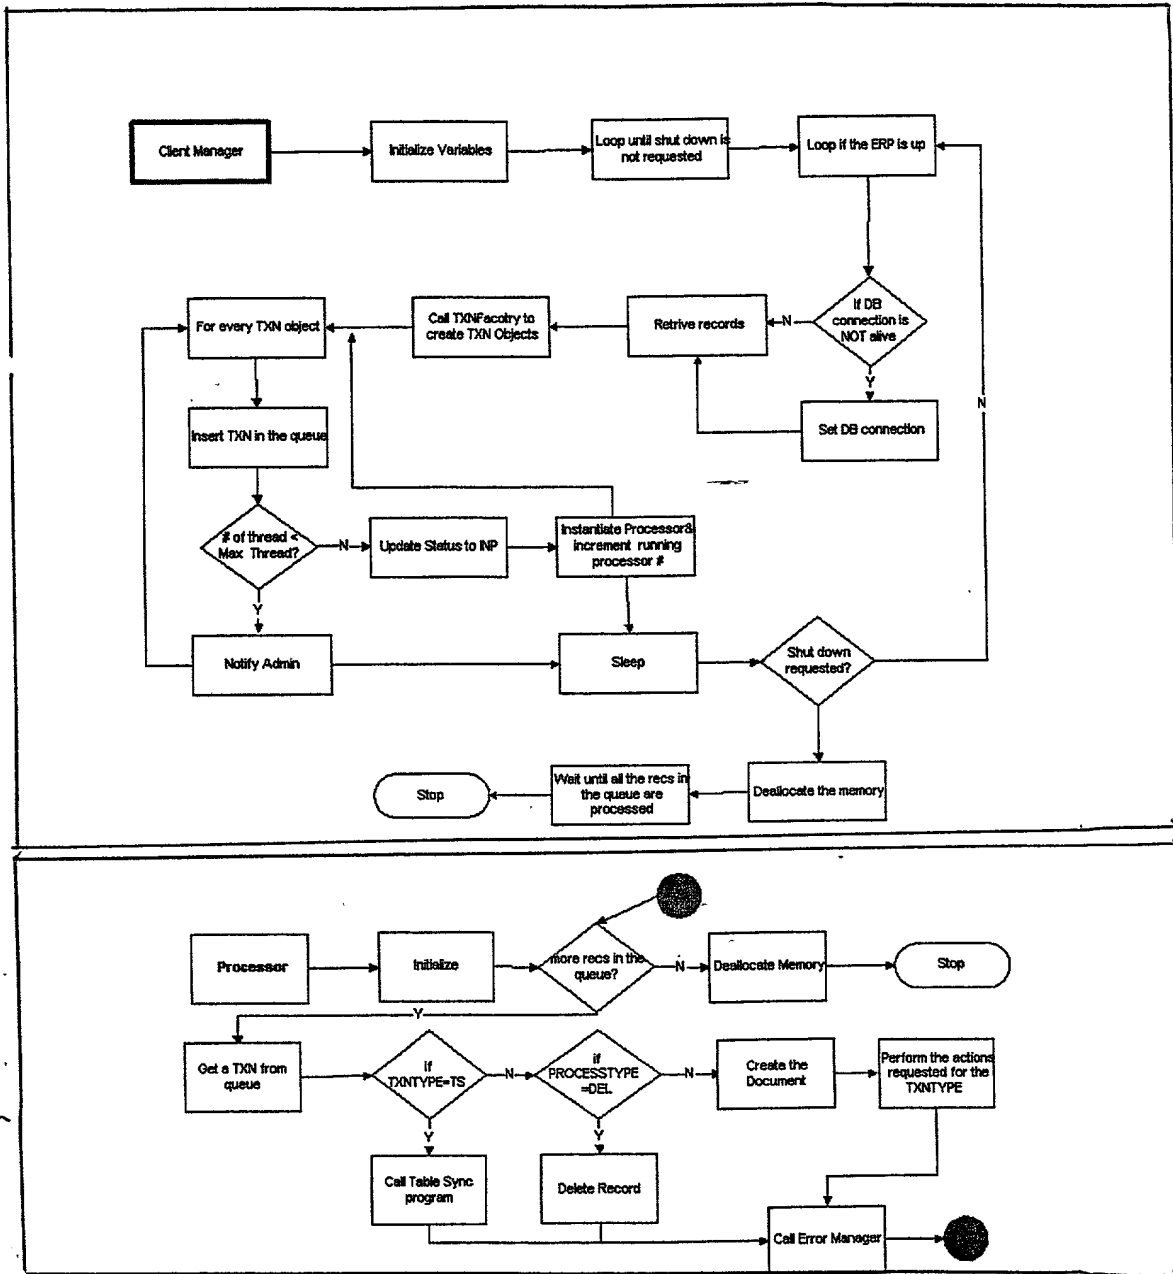 Client Manager
Initialize Variables
Loop until shut down is
not requested
Loop if the ERP is up
For every TXN object
Call TXNFacotry to
create TXN Objects
Retrive records
N
If DB
connection is
NOT alive
Y
Set DB connection
N
Insert TXN in the queue
# of thread <
Max Thread?
N
Update Status to INP
Instantiate Processor&
increment running
processor #
Y
Notify Admin
Sleep
Shut down
requested?
Stop
Wait until all the recs in
the queue are
processed
Deallocate the memory
Processor
Initialize
more recs in the
queue?
N
Deallocate Memory
Stop
Y
Get a TXN from
queue
If
TXNTYPE=TS
N
if
PROCESSTYPE
=DEL
N
Create the
Document
Perform the actions
requested for the
TXNTYPE
Y
Y
Call Table Sync
program
Delete Record
Call Error Manager